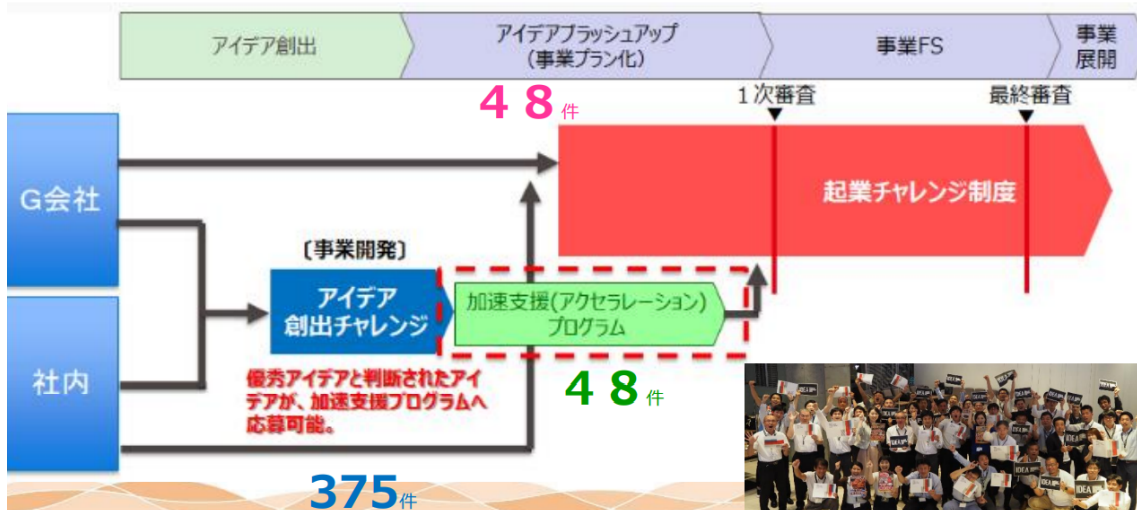 アイデア創出
アイデアブラッシュアップ
(事業プラン化)
事業FS
事業
展開
48件
1次審査
最終審査
G会社
起業チャレンジ制度
〔事業開発〕
アイデア
創出チャレンジ
加速支援(アクセラレーション)
プログラム
社内
優秀アイデアと判断されたアイ
デアが、加速支援プログラムへ
応募可能。
48件
375件